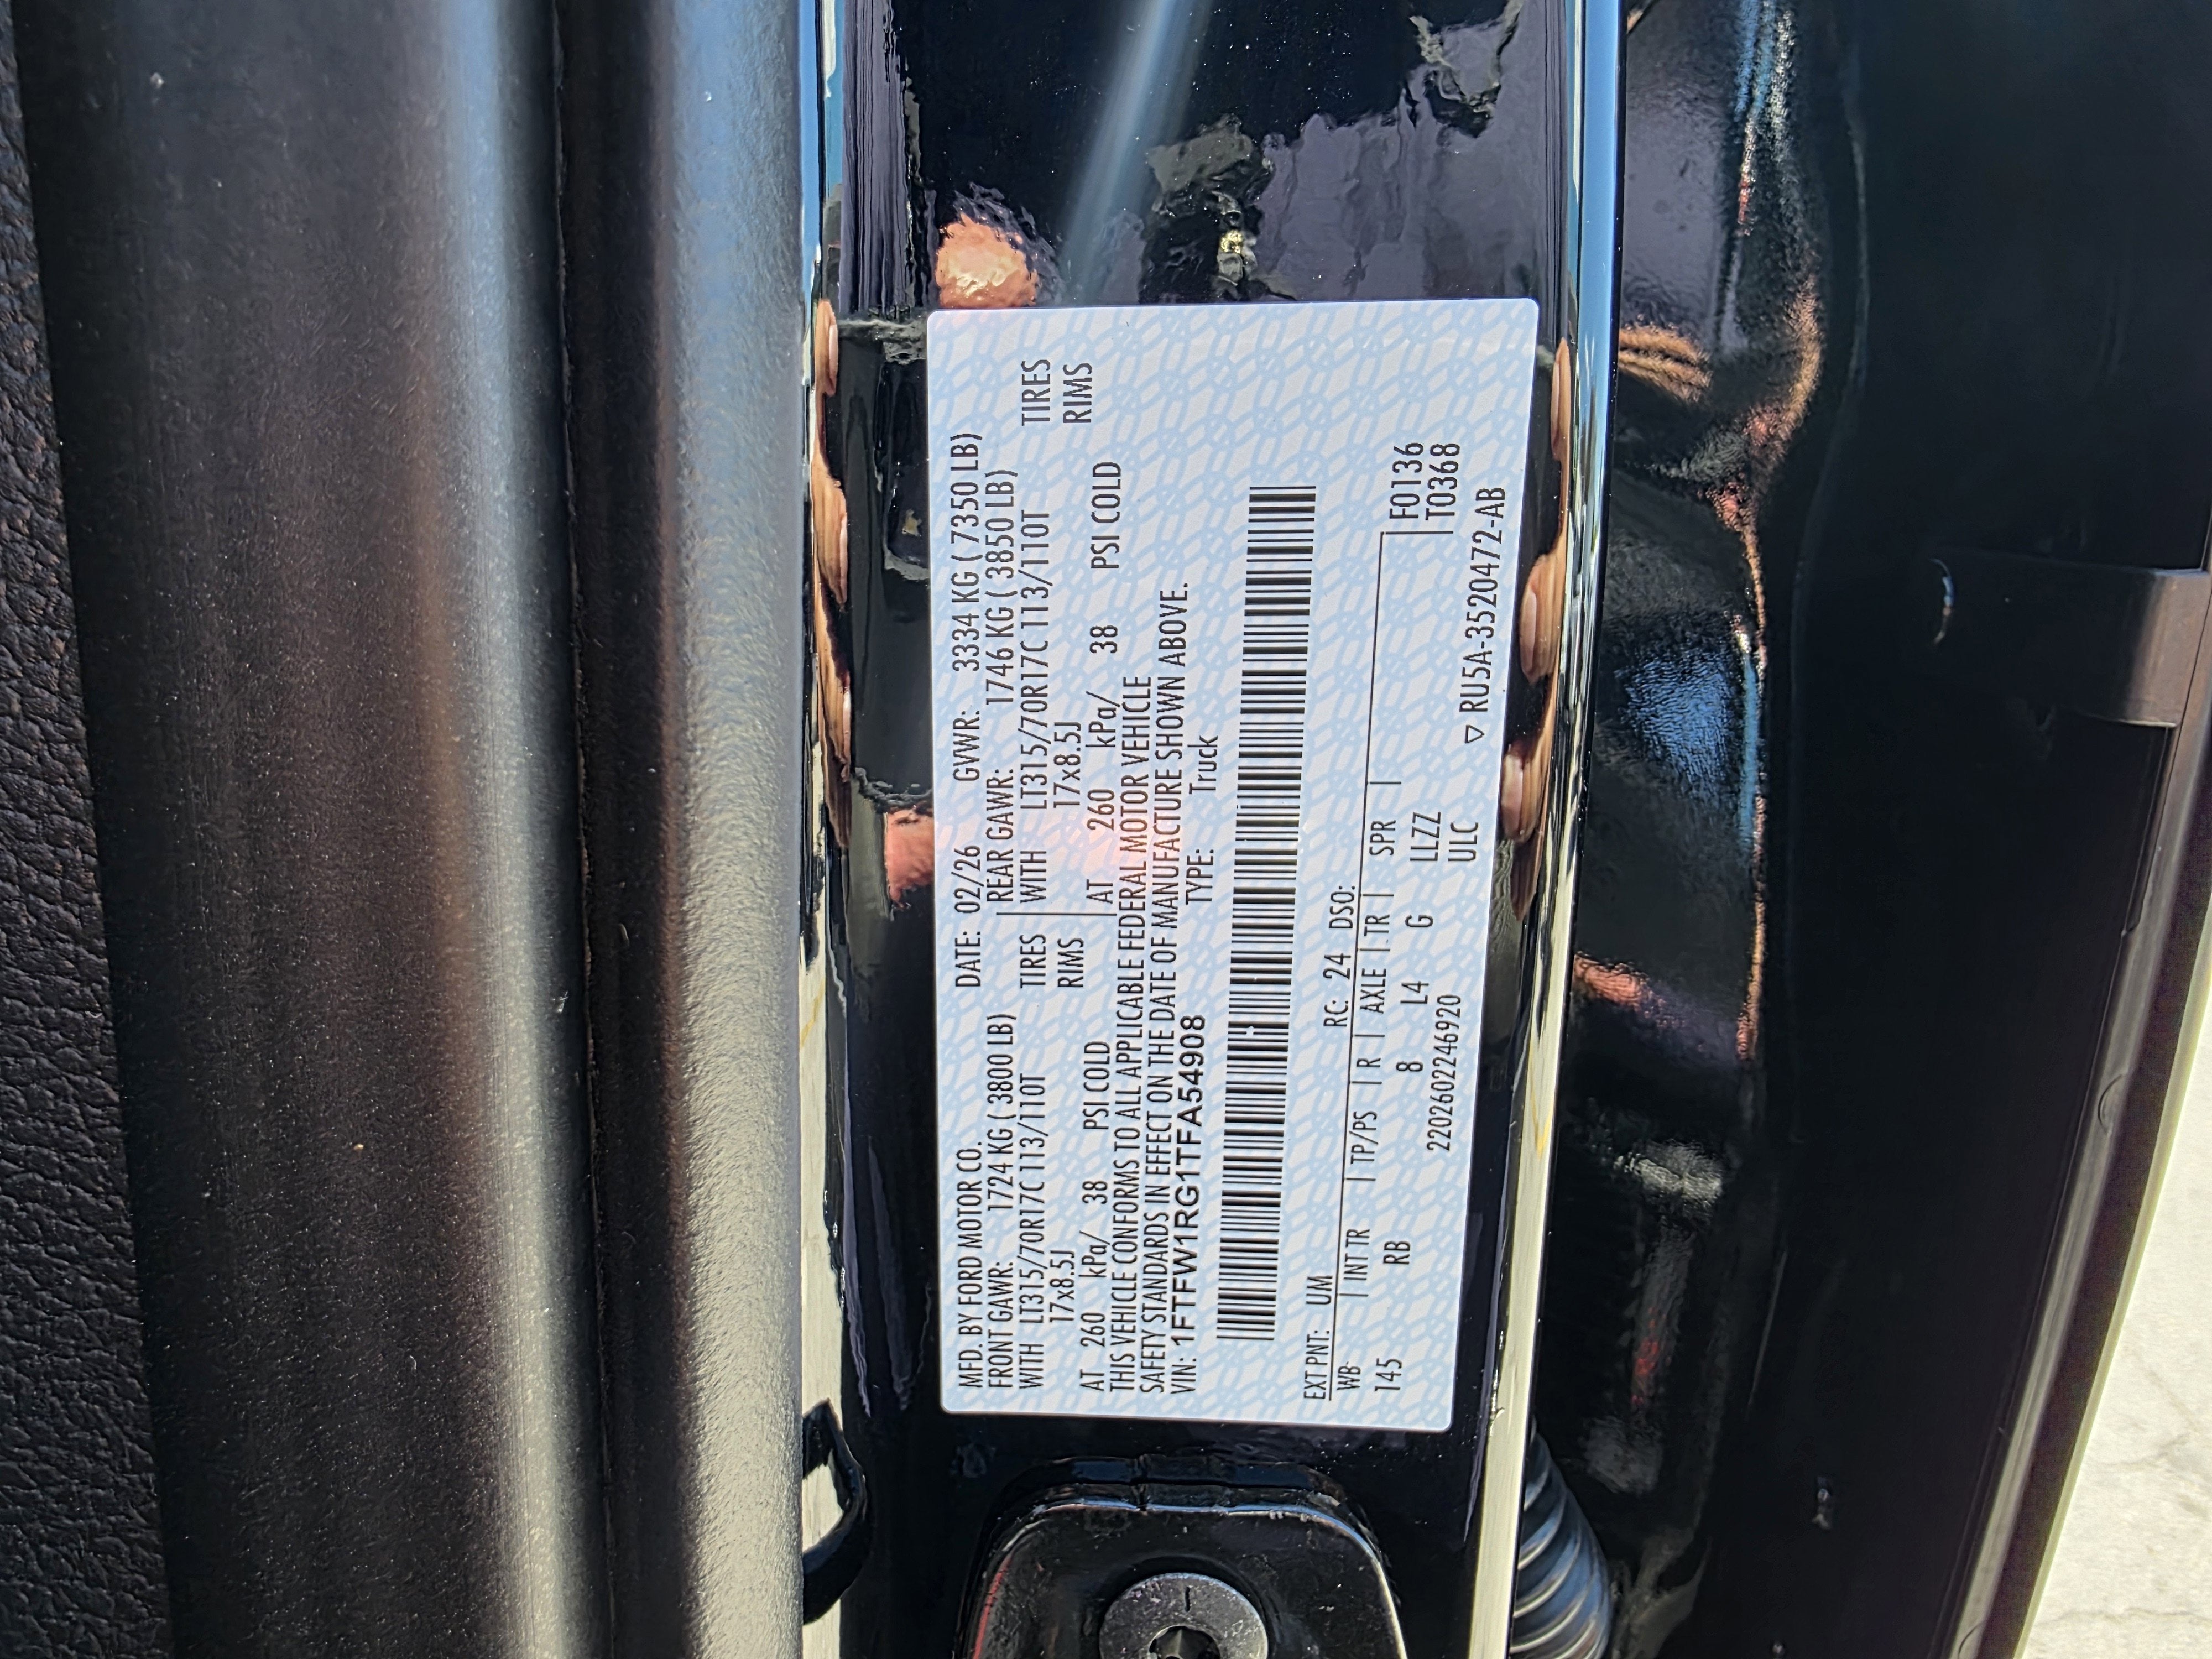 MFD. BY FORD MOTOR CO. DATE: 02/26 GVWR: 3334 KG ( 7350 LB)
FRONT GAWR: 1724 KG ( 3800 LB) REAR GAWR: 1746 KG ( 3850 LB)
WITH LT315/70R17C 113/110T TIRES WITH LT315/70R17C 113/110T TIRES
17x8.5J RIMS 17x8.5J RIMS
AT 260 kPa/ 38 PSI COLD AT 260 kPa/ 38 PSI COLD
THIS VEHICLE CONFORMS TO ALL APPLICABLE FEDERAL MOTOR VEHICLE
SAFETY STANDARDS IN EFFECT ON THE DATE OF MANUFACTURE SHOWN ABOVE.
VIN: 1FTFW1RG1TFA54908 TYPE: Truck
EXT PNT: UM RC: 24 DSO:
WB | INT TR | TP/PS | R | AXLE | TR | SPR | F0136
145 RB 8 L4 G LLZZ T0368
2202602246920 ULC
▽ RU5A-3520472-AB